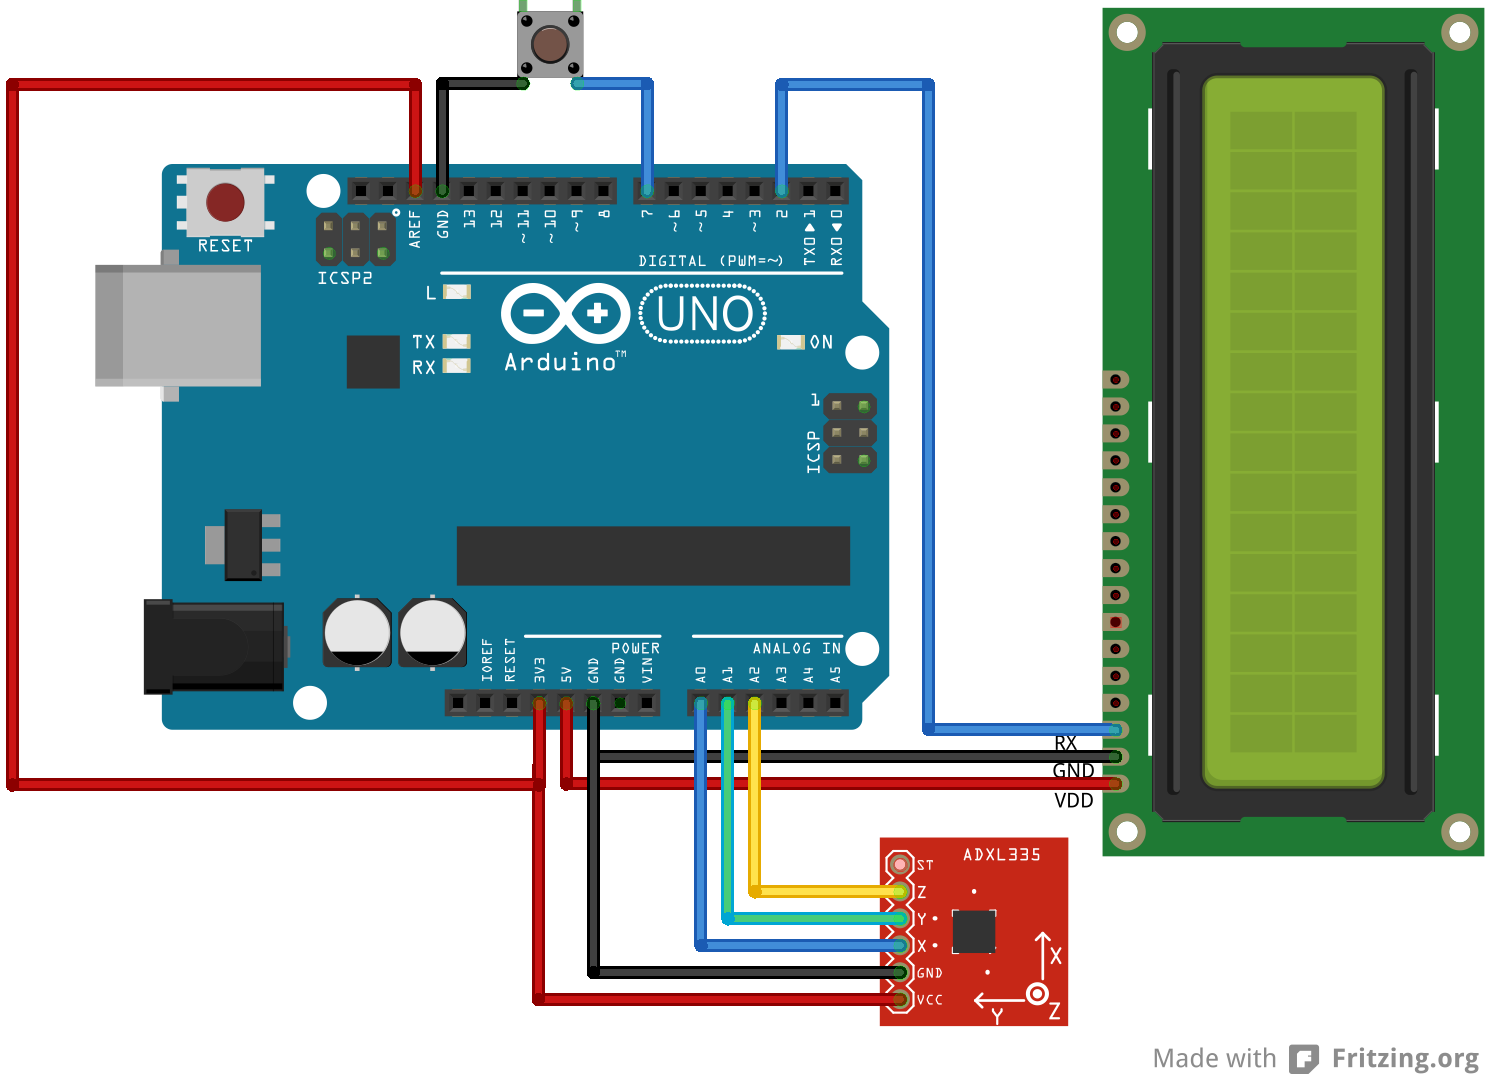 RESET
ICSP2
AREF
GND
13
12
~11
~10
~9
8
7
~6
~5
4
~3
2
TXO▶1
RXO◀0
DIGITAL (PWM=~)
L
TX
RX
UNO
Arduino™
ON
1
ICSP
IOREF
RESET
3V3
5V
GND
GND
VIN
POWER
A0
A1
A2
A3
A4
A5
ANALOG IN
RX
GND
VDD
ADXL335
ST
Z
Y
X
GND
VCC
X
Y
Z
Made with Fritzing.org